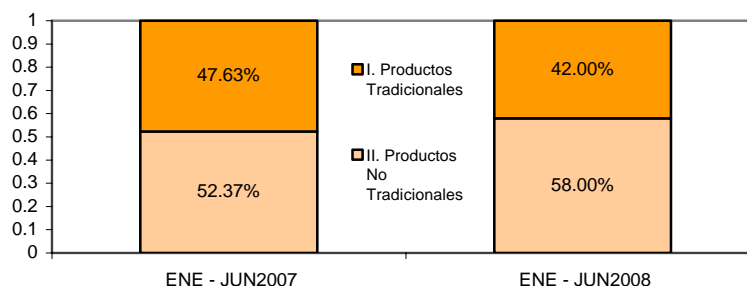 1
0.9
0.8
0.7
0.6
0.5
0.4
0.3
0.2
0.1
0
47.63%
52.37%
I. Productos
Tradicionales
II. Productos
No
Tradicionales
42.00%
58.00%
ENE - JUN2007
ENE - JUN2008